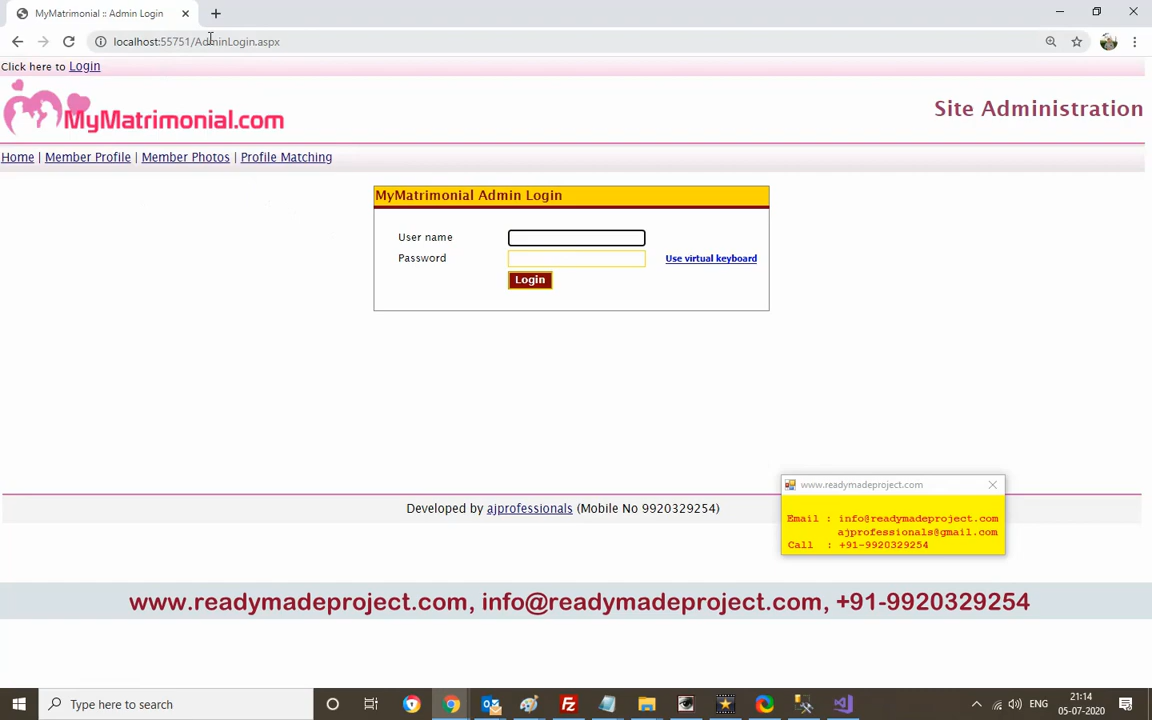 MyMatrimonial :: Admin Login
localhost:55751/AdminLogin.aspx
Click here to Login
MyMatrimonial.com
Site Administration
Home | Member Profile | Member Photos | Profile Matching
MyMatrimonial Admin Login
User name
Password
Use virtual keyboard
Login
www.readymadeproject.com
Email : info@readymadeproject.com
ajprofessionals@gmail.com
Call : +91-9920329254
Developed by ajprofessionals (Mobile No 9920329254)
www.readymadeproject.com, info@readymadeproject.com, +91-9920329254
Type here to search
ENG
21:14
05-07-2020